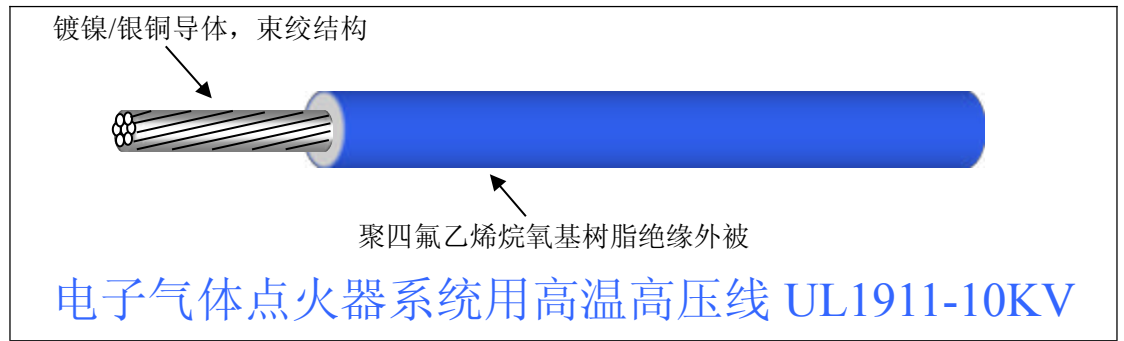 镀镍/银铜导体，束绞结构
聚四氟乙烯烷氧基树脂绝缘外被
电子气体点火器系统用高温高压线 UL1911-10KV